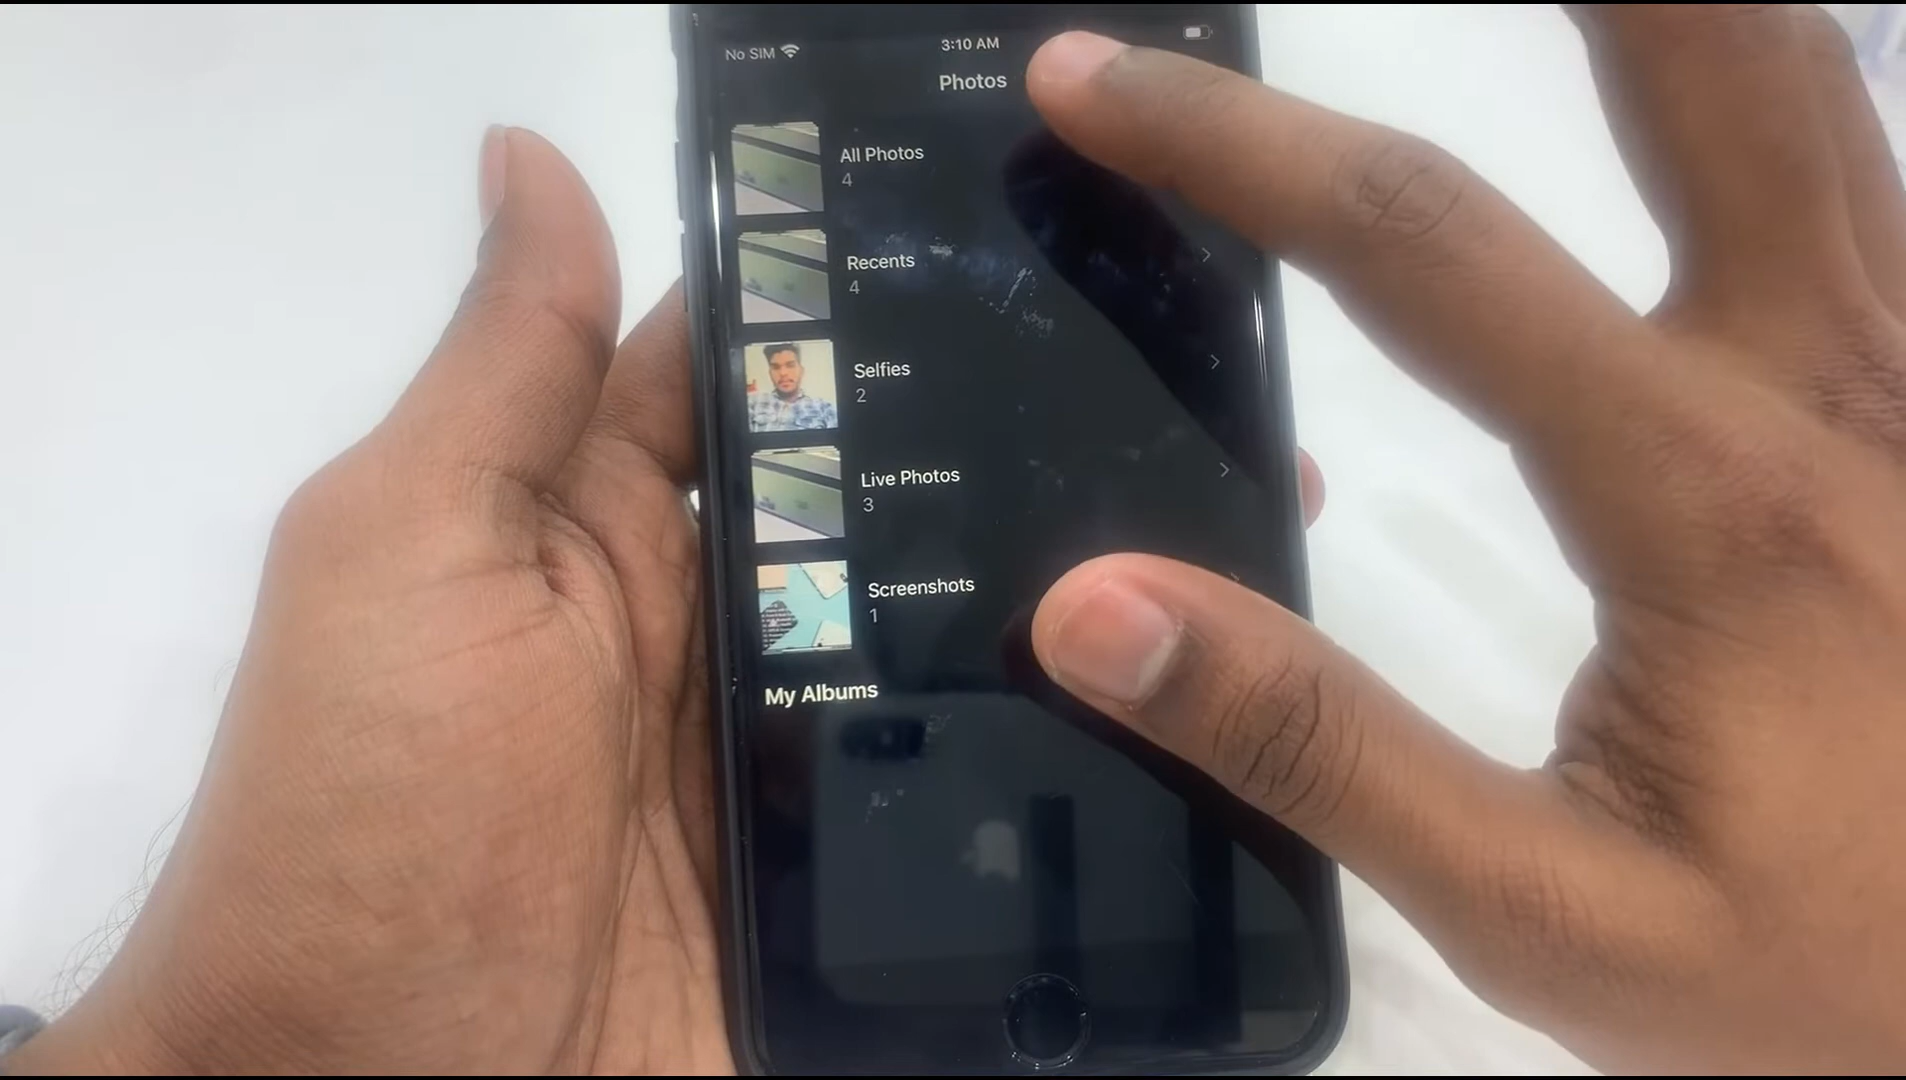 No SIM
3:10 AM
Photos
All Photos
4
Recents
4
Selfies
2
Live Photos
3
Screenshots
1
My Albums